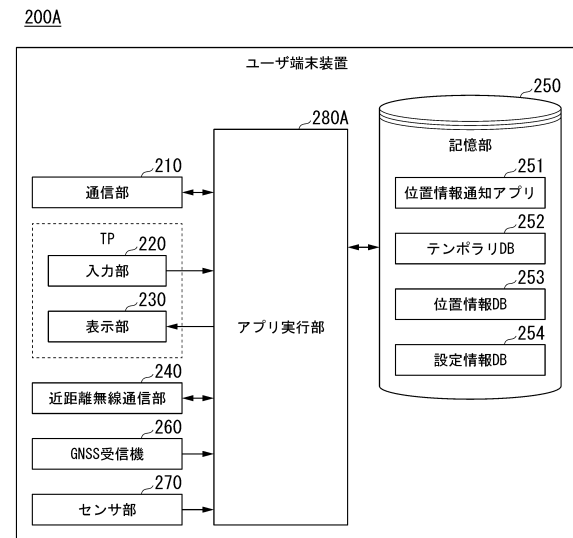 200A
ユーザ端末装置
280A
250
記憶部
210
通信部
251
位置情報通知アプリ
TP
220
入力部
252
テンポラリDB
230
表示部
アプリ実行部
253
位置情報DB
254
設定情報DB
240
近距離無線通信部
260
GNSS受信機
270
センサ部